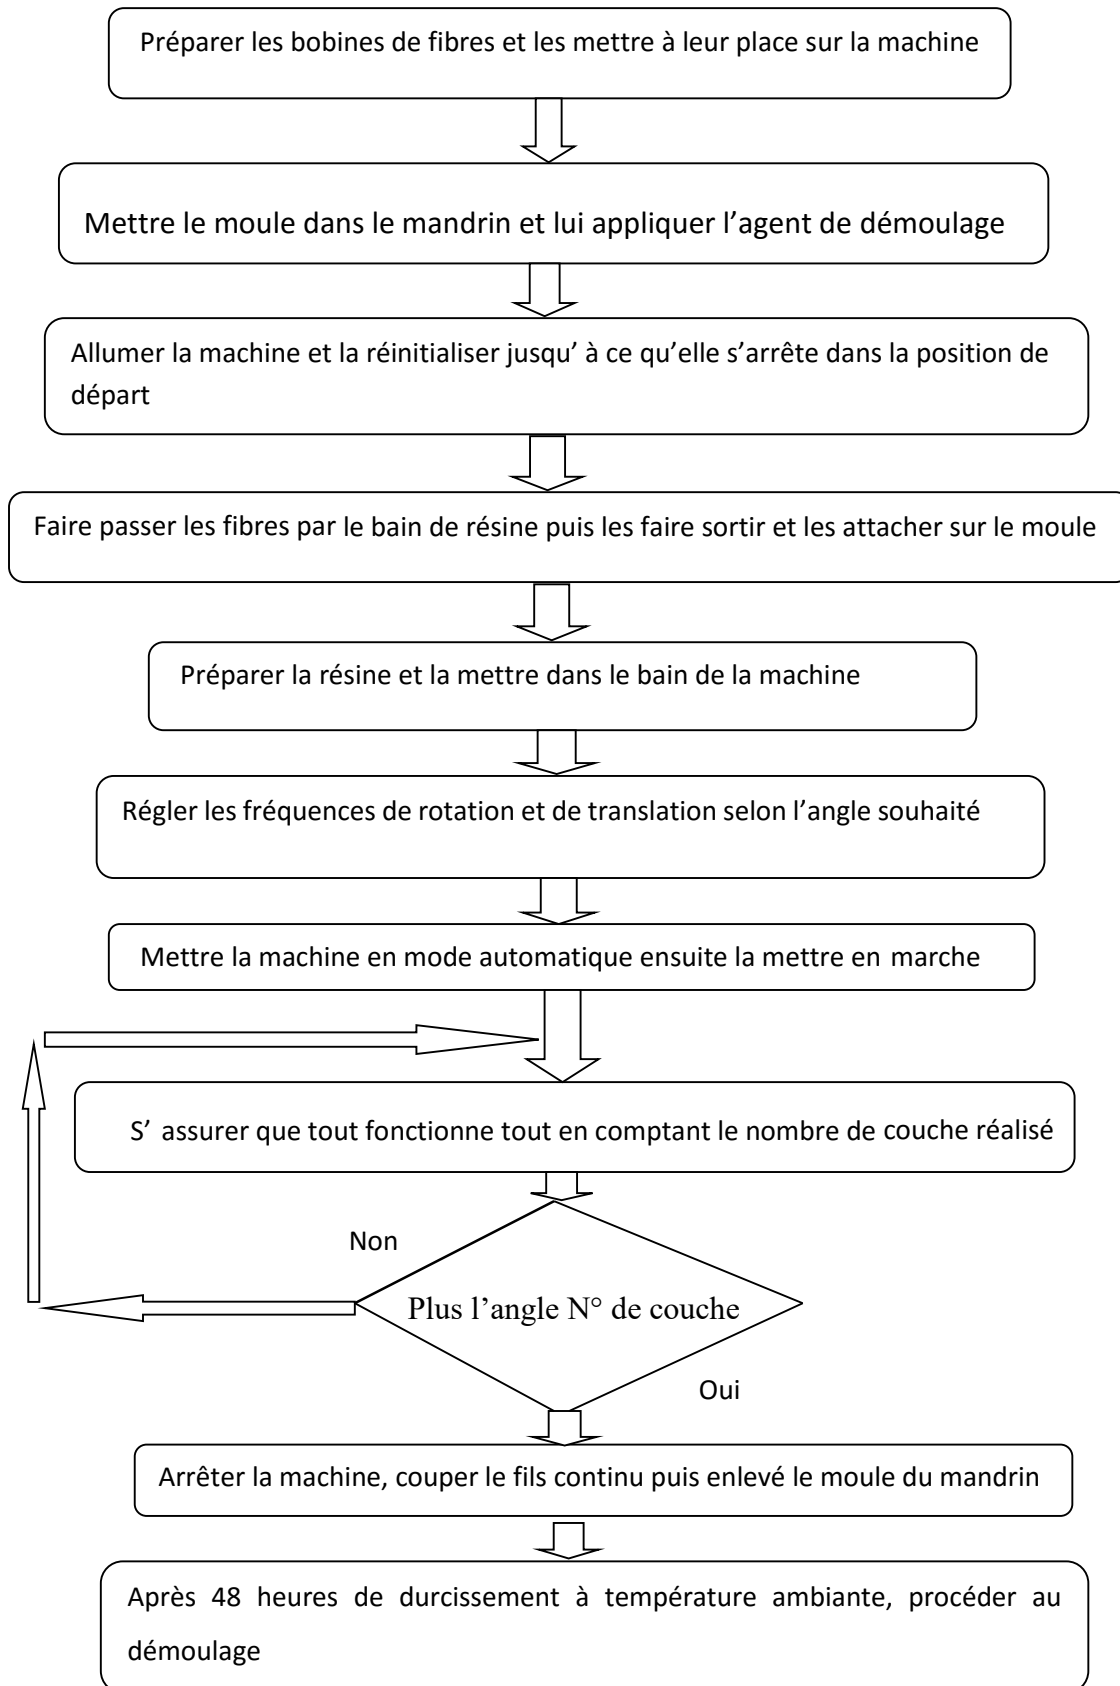 Préparer les bobines de fibres et les mettre à leur place sur la machine
Mettre le moule dans le mandrin et lui appliquer l’agent de démoulage
Allumer la machine et la réinitialiser jusqu’ à ce qu’elle s’arrête dans la position de
départ
Faire passer les fibres par le bain de résine puis les faire sortir et les attacher sur le moule
Préparer la résine et la mettre dans le bain de la machine
Régler les fréquences de rotation et de translation selon l’angle souhaité
Mettre la machine en mode automatique ensuite la mettre en marche
S’ assurer que tout fonctionne tout en comptant le nombre de couche réalisé
Non
Plus l’angle N° de couche
Oui
Arrêter la machine, couper le fils continu puis enlevé le moule du mandrin
Après 48 heures de durcissement à température ambiante, procéder au
démoulage